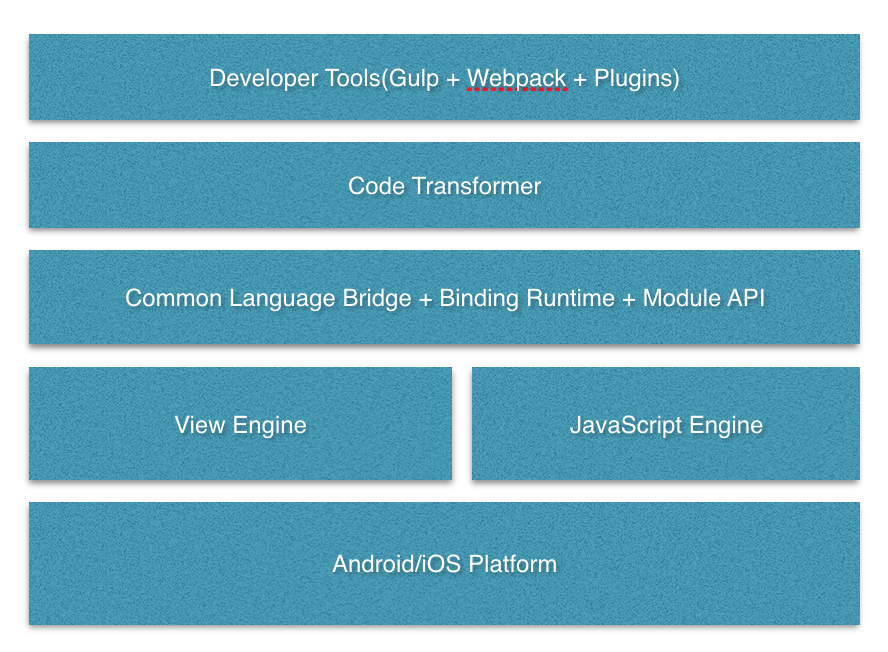 Developer Tools(Gulp + Webpack + Plugins)
Code Transformer
Common Language Bridge + Binding Runtime + Module API
View Engine
JavaScript Engine
Android/iOS Platform